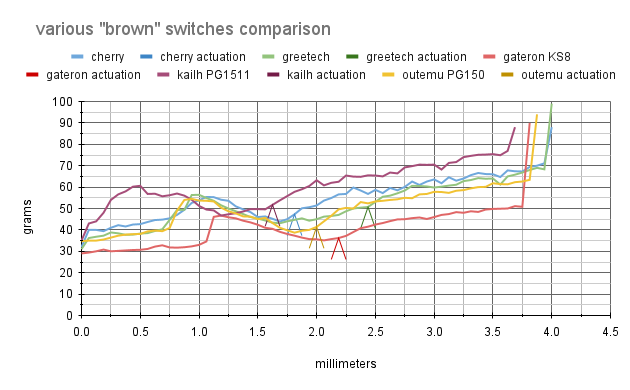 various "brown" switches comparison
cherry cherry actuation greetech greetech actuation gateron KS8
gateron actuation kailh PG1511 kailh actuation outemu PG150 outemu actuation
100
90
80
70
60
50
40
30
20
10
0
grams
0.0 0.5 1.0 1.5 2.0 2.5 3.0 3.5 4.0 4.5
millimeters